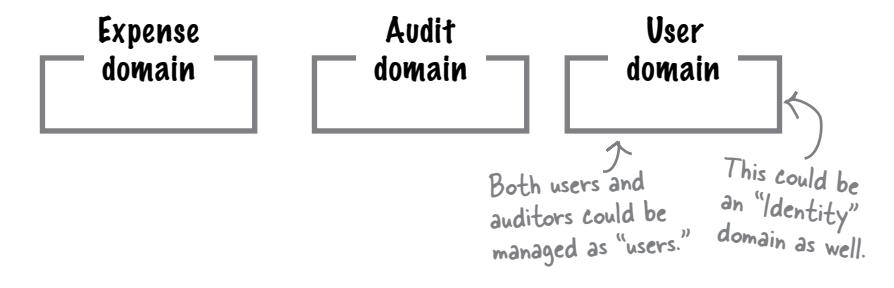 Expense
domain
Audit
domain
User
domain
Both users and
auditors could be
managed as “users.”
This could be
an “Identity”
domain as well.